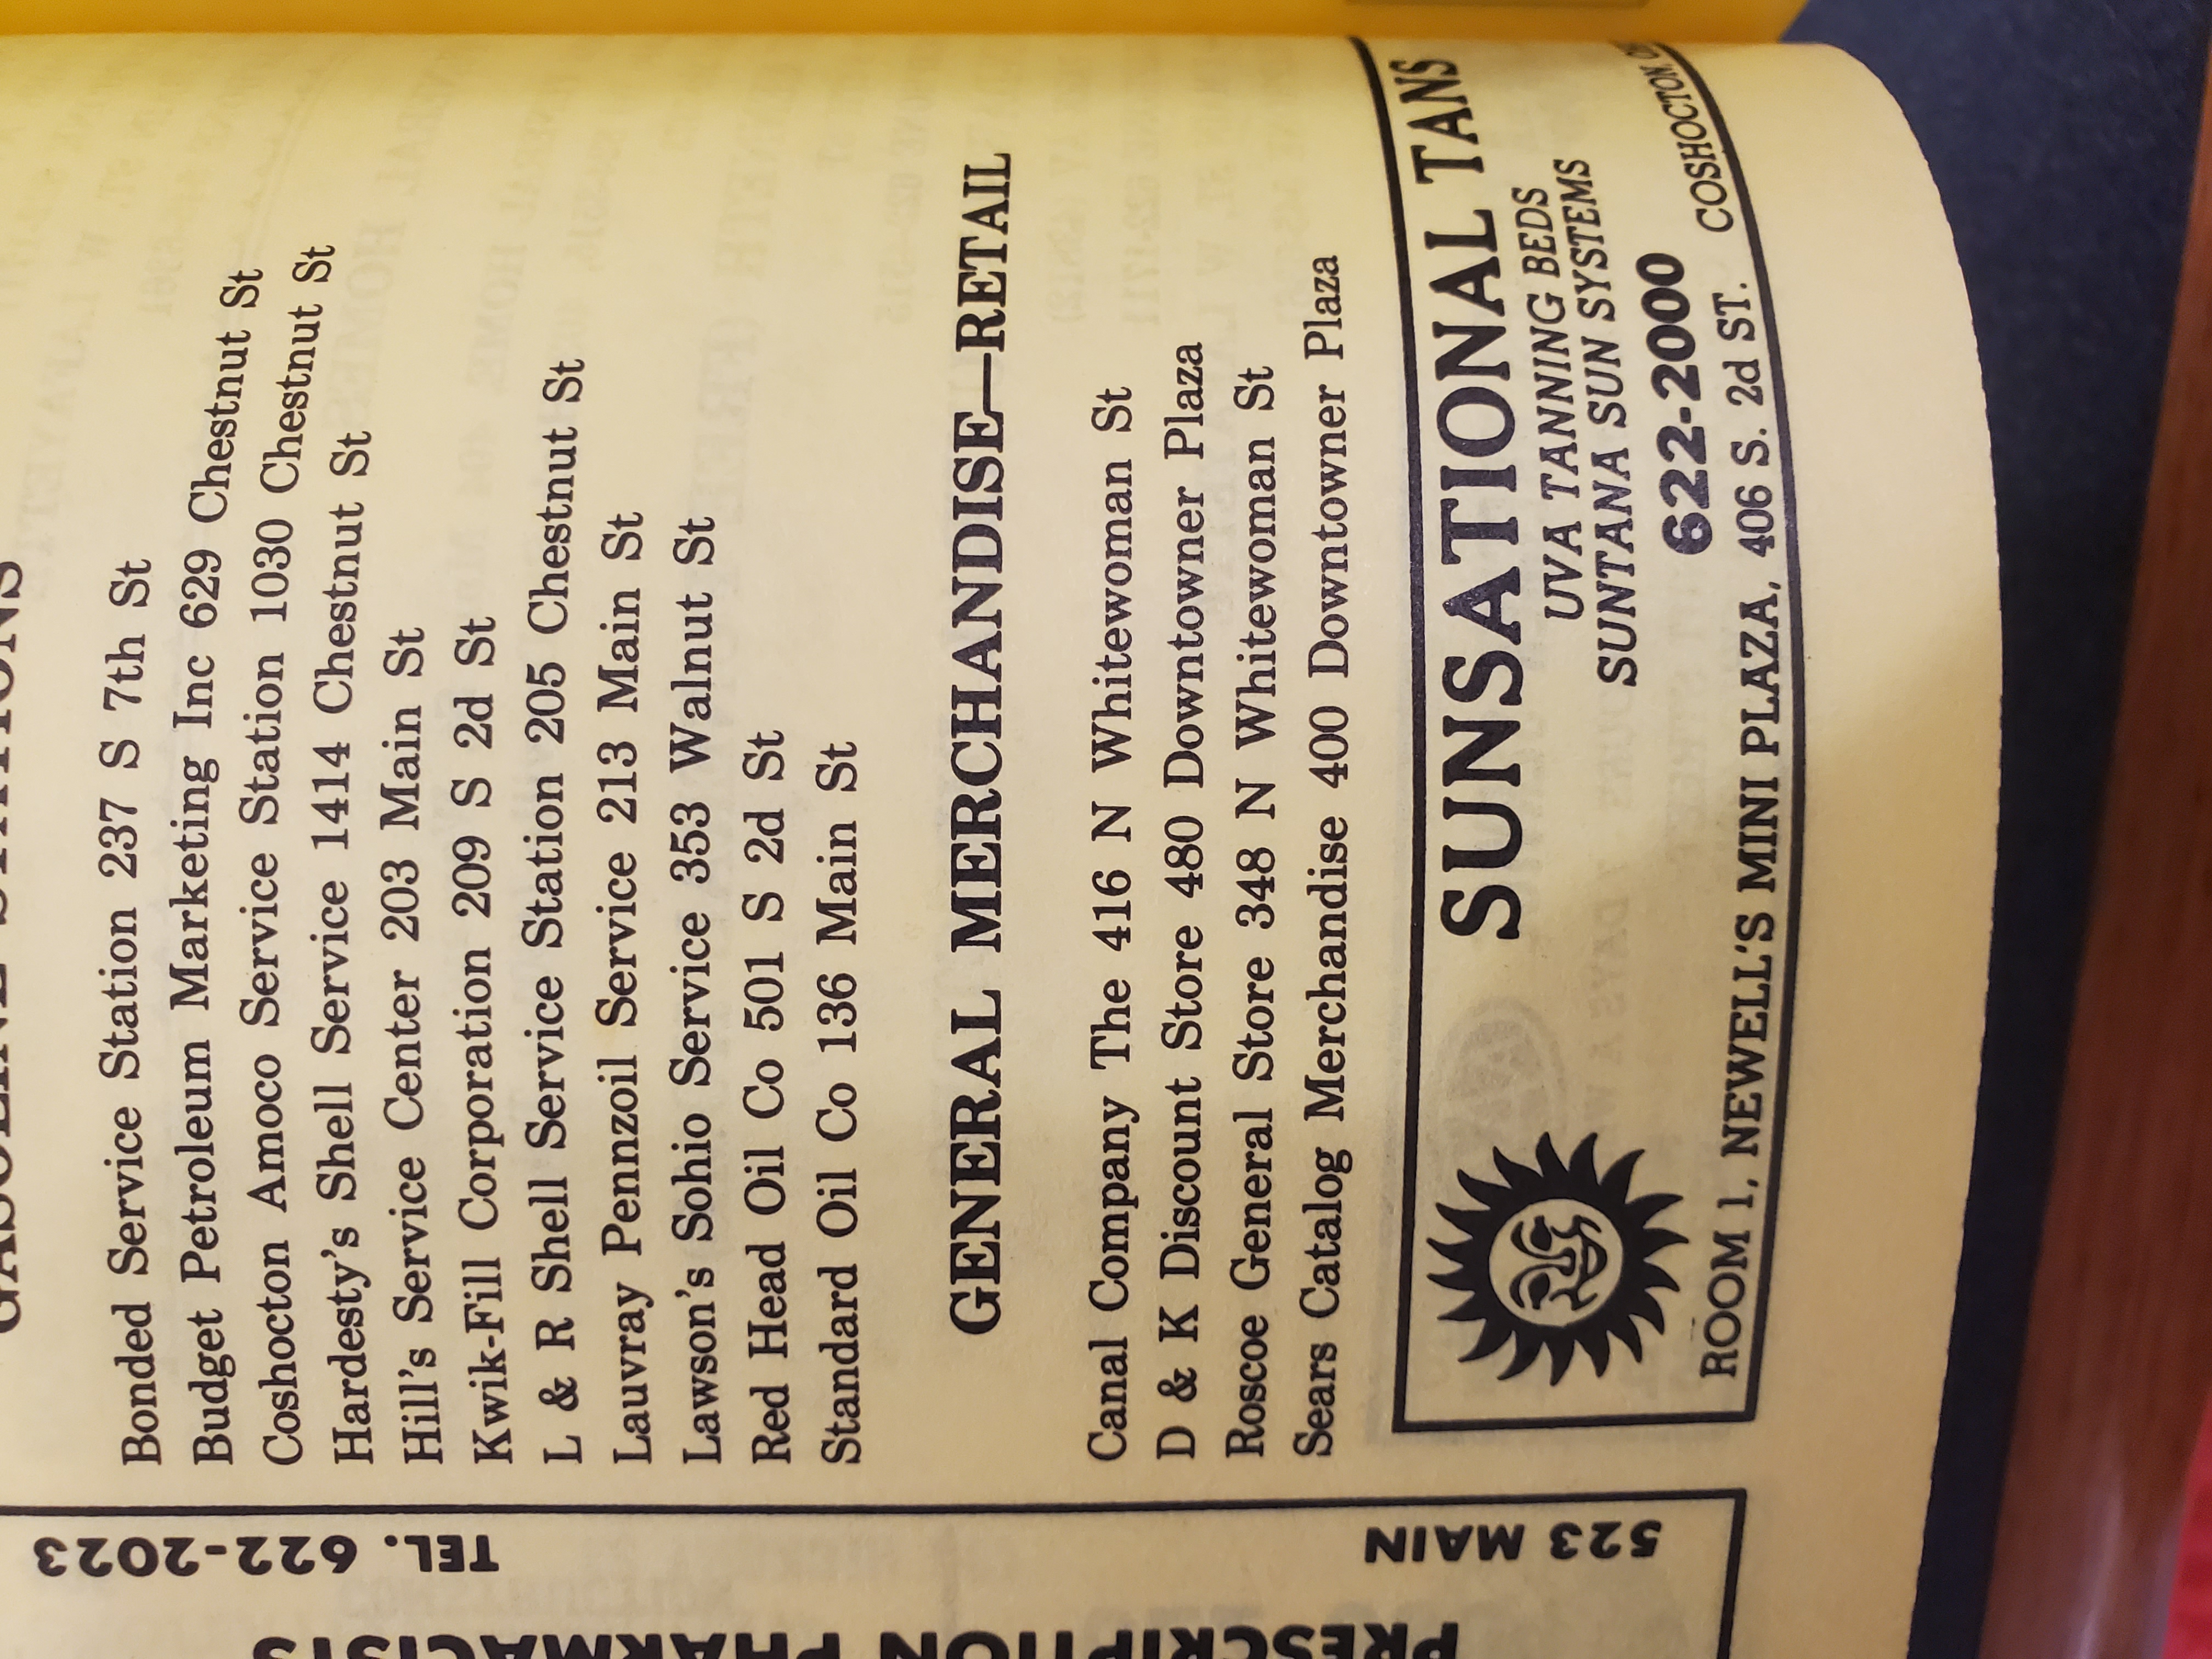 GASOLINE STATIONS
Bonded Service Station 237 S 7th St
Budget Petroleum Marketing Inc 629 Chestnut St
Coshocton Amoco Service Station 1030 Chestnut St
Hardesty's Shell Service 1414 Chestnut St
Hill's Service Center 203 Main St
Kwik-Fill Corporation 209 S 2d St
L & R Shell Service Station 205 Chestnut St
Lauvray Pennzoil Service 213 Main St
Lawson's Sohio Service 353 Walnut St
Red Head Oil Co 501 S 2d St
Standard Oil Co 136 Main St
GENERAL MERCHANDISE—RETAIL
Canal Company The 416 N Whitewoman St
D & K Discount Store 480 Downtowner Plaza
Roscoe General Store 348 N Whitewoman St
Sears Catalog Merchandise 400 Downtowner Plaza
SUNSATIONAL TANS
UVA TANNING BEDS
SUNTANA SUN SYSTEMS
622-2000
ROOM 1, NEWELL'S MINI PLAZA, 406 S. 2d ST. COSHOCTON,
PRESCRIPTION PHARMACISTS
523 MAIN TEL. 622-2023